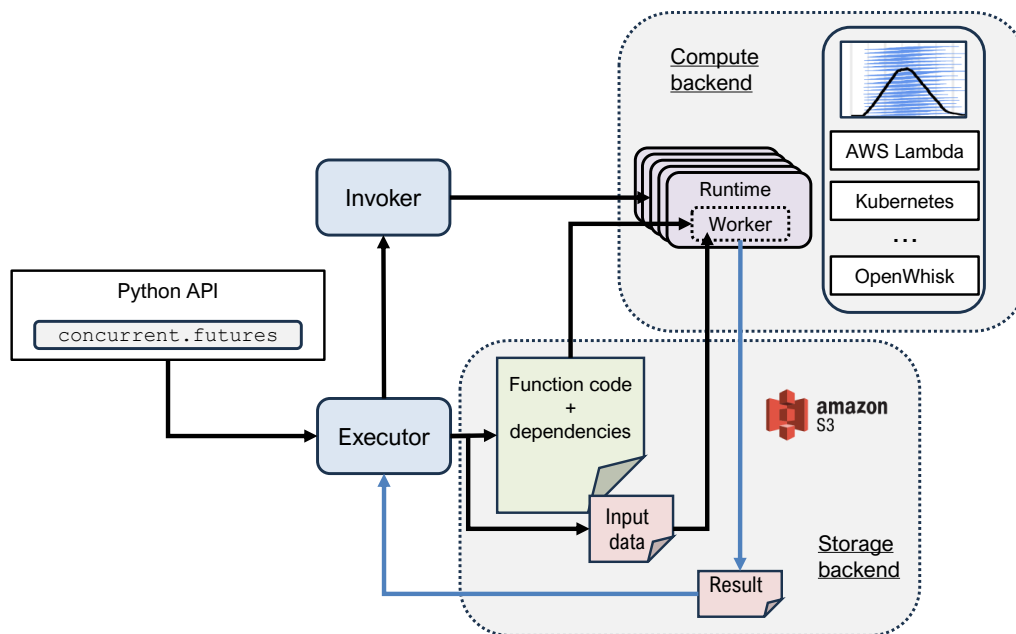 Compute
backend
AWS Lambda
Kubernetes
...
OpenWhisk
Invoker
Runtime
Worker
Python API
concurrent.futures
Executor
Function code
+
dependencies
Input
data
Result
amazon
S3
Storage
backend